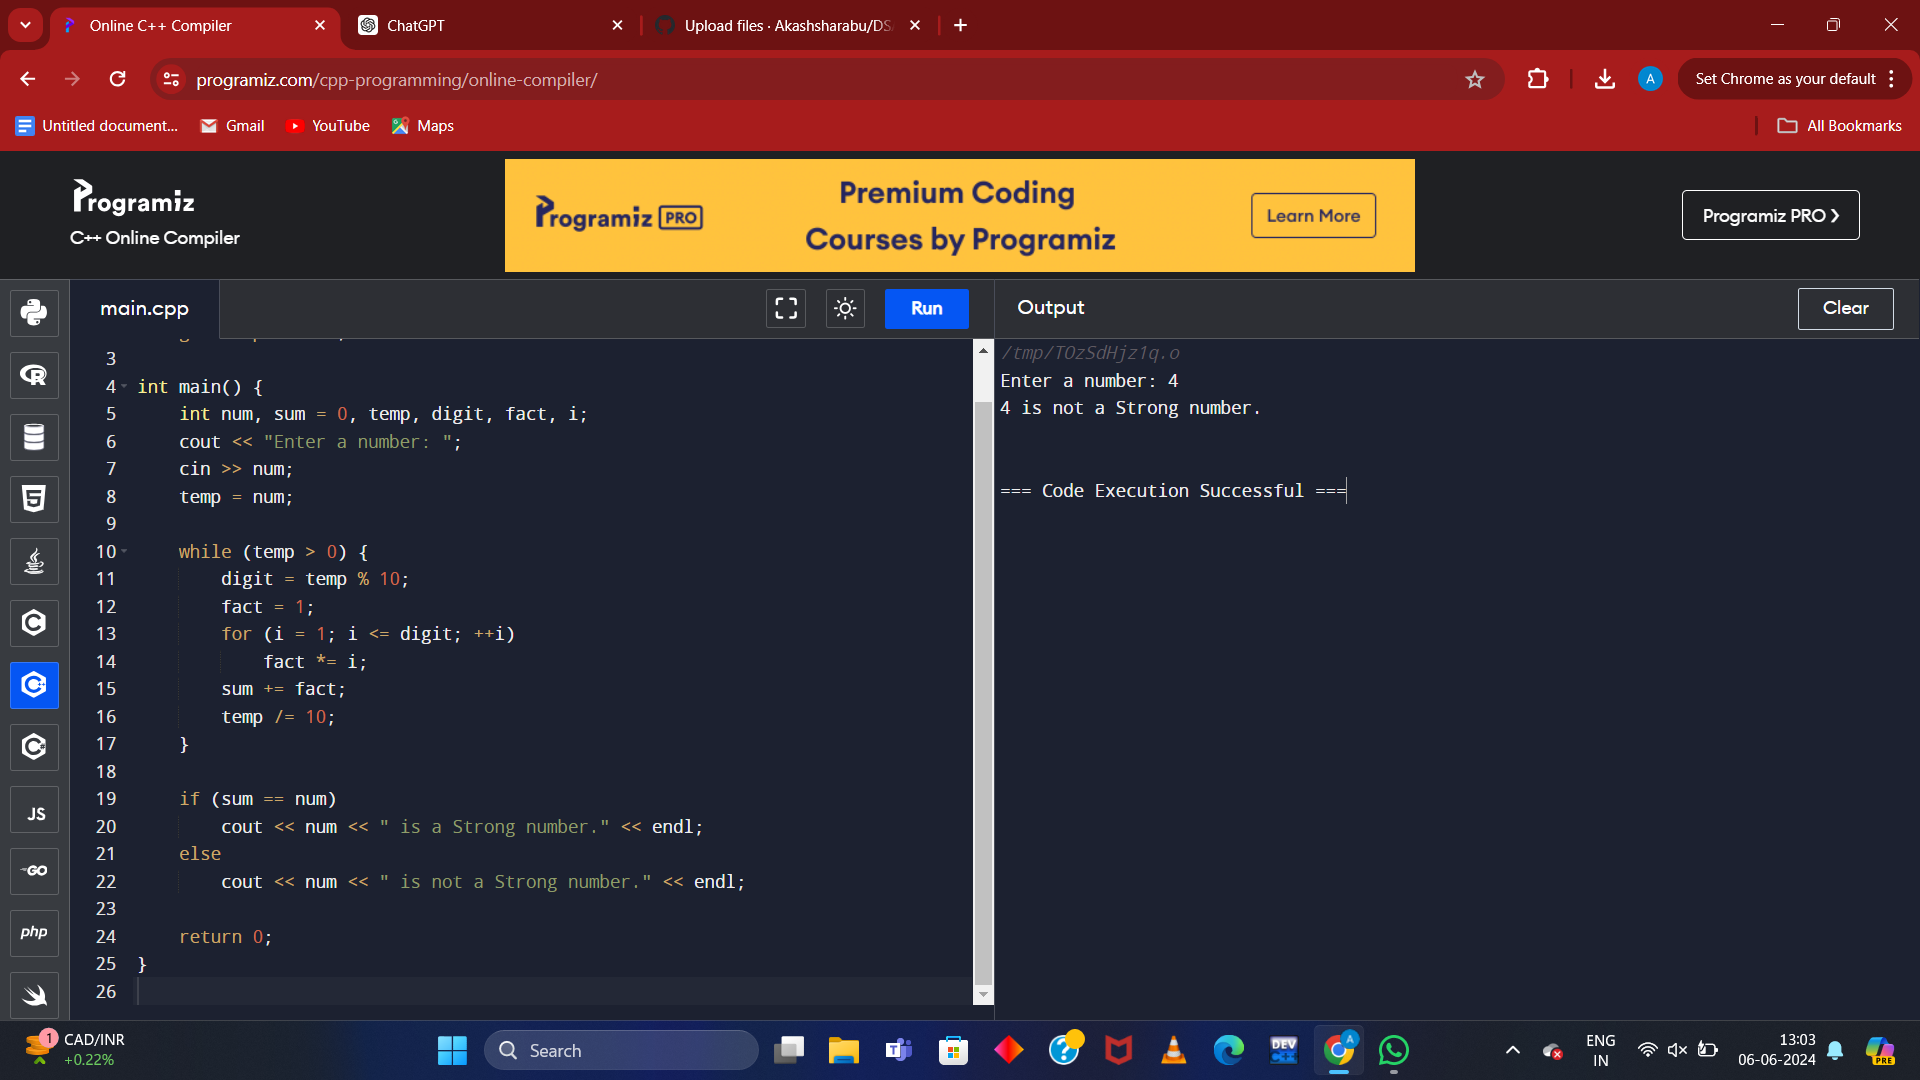 Online C++ Compiler
ChatGPT
Upload files · Akashsharabu/DS
programiz.com/cpp-programming/online-compiler/
A
Set Chrome as your default
Untitled document...
Gmail
YouTube
Maps
All Bookmarks
Programiz
C++ Online Compiler
Programiz PRO
Premium Coding
Courses by Programiz
Learn More
Programiz PRO ❯
main.cpp
Run
Output
Clear
3
4 int main() {
5 int num, sum = 0, temp, digit, fact, i;
6 cout << "Enter a number: ";
7 cin >> num;
8 temp = num;
9
10 while (temp > 0) {
11 digit = temp % 10;
12 fact = 1;
13 for (i = 1; i <= digit; ++i)
14 fact *= i;
15 sum += fact;
16 temp /= 10;
17 }
18
19 if (sum == num)
20 cout << num << " is a Strong number." << endl;
21 else
22 cout << num << " is not a Strong number." << endl;
23
24 return 0;
25 }
26
/tmp/TOzSdHjz1q.o
Enter a number: 4
4 is not a Strong number.
=== Code Execution Successful ===
R
5
C
C
C
JS
GO
php
1
CAD/INR
+0.22%
Search
T
DEV
C++
A
ENG
IN
13:03
06-06-2024
PRE